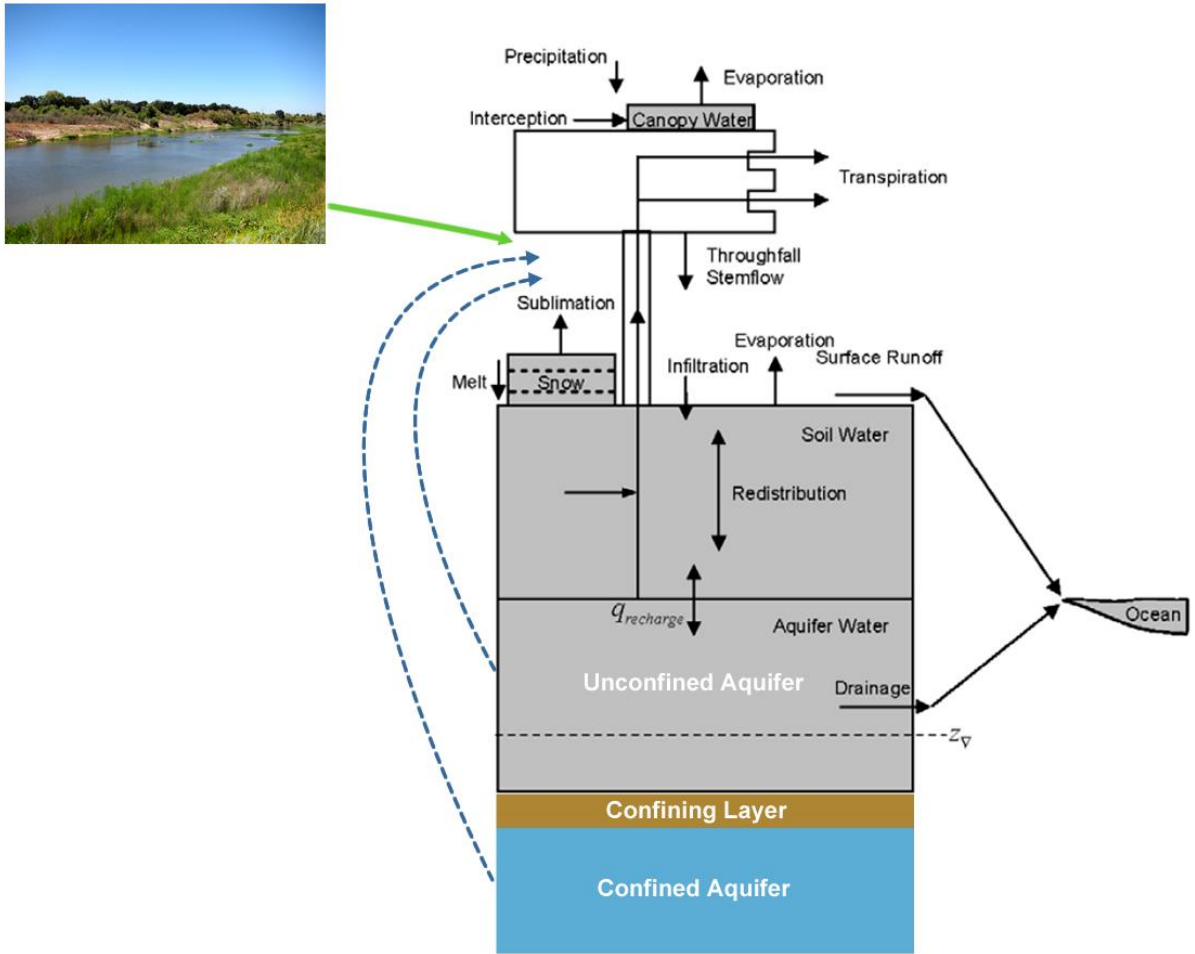 Precipitation
Evaporation
Interception
Canopy Water
Transpiration
Throughfall
Stemflow
Sublimation
Evaporation
Surface Runoff
Infiltration
Melt
Snow
Soil Water
Redistribution
q_recharge
Aquifer Water
Ocean
Unconfined Aquifer
Drainage
z_∇
Confining Layer
Confined Aquifer